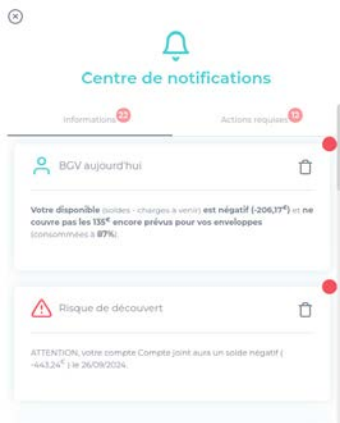 Centre de notifications
Informations 23
Actions requises 12
BGV aujourd'hui
Votre disponible (soldes - charges à venir) est négatif (-206,17€) et ne
couvre pas les 135€ encore prévus pour vos enveloppes
(consommées à 87%).
Risque de découvert
ATTENTION, votre compte Compte joint aura un solde négatif (
-443,24€ ) le 26/09/2024.